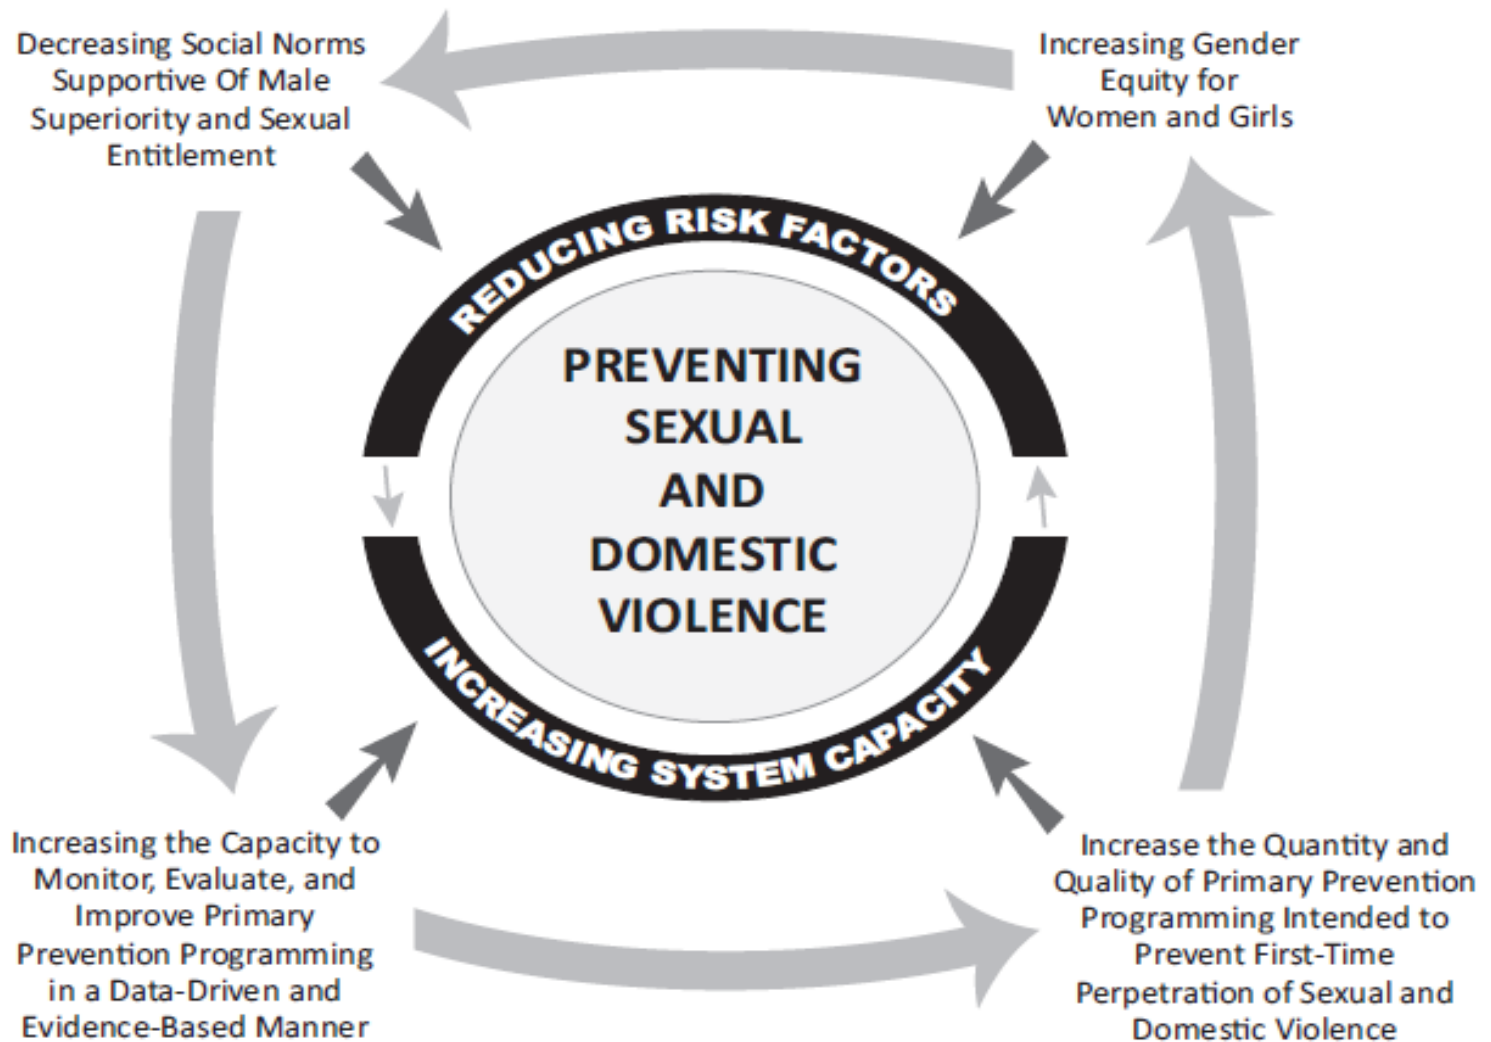 Decreasing Social Norms
Supportive Of Male
Superiority and Sexual
Entitlement
Increasing Gender
Equity for
Women and Girls
REDUCING RISK FACTORS
PREVENTING
SEXUAL
AND
DOMESTIC
VIOLENCE
INCREASING SYSTEM CAPACITY
Increasing the Capacity to
Monitor, Evaluate, and
Improve Primary
Prevention Programming
in a Data-Driven and
Evidence-Based Manner
Increase the Quantity and
Quality of Primary Prevention
Programming Intended to
Prevent First-Time
Perpetration of Sexual and
Domestic Violence